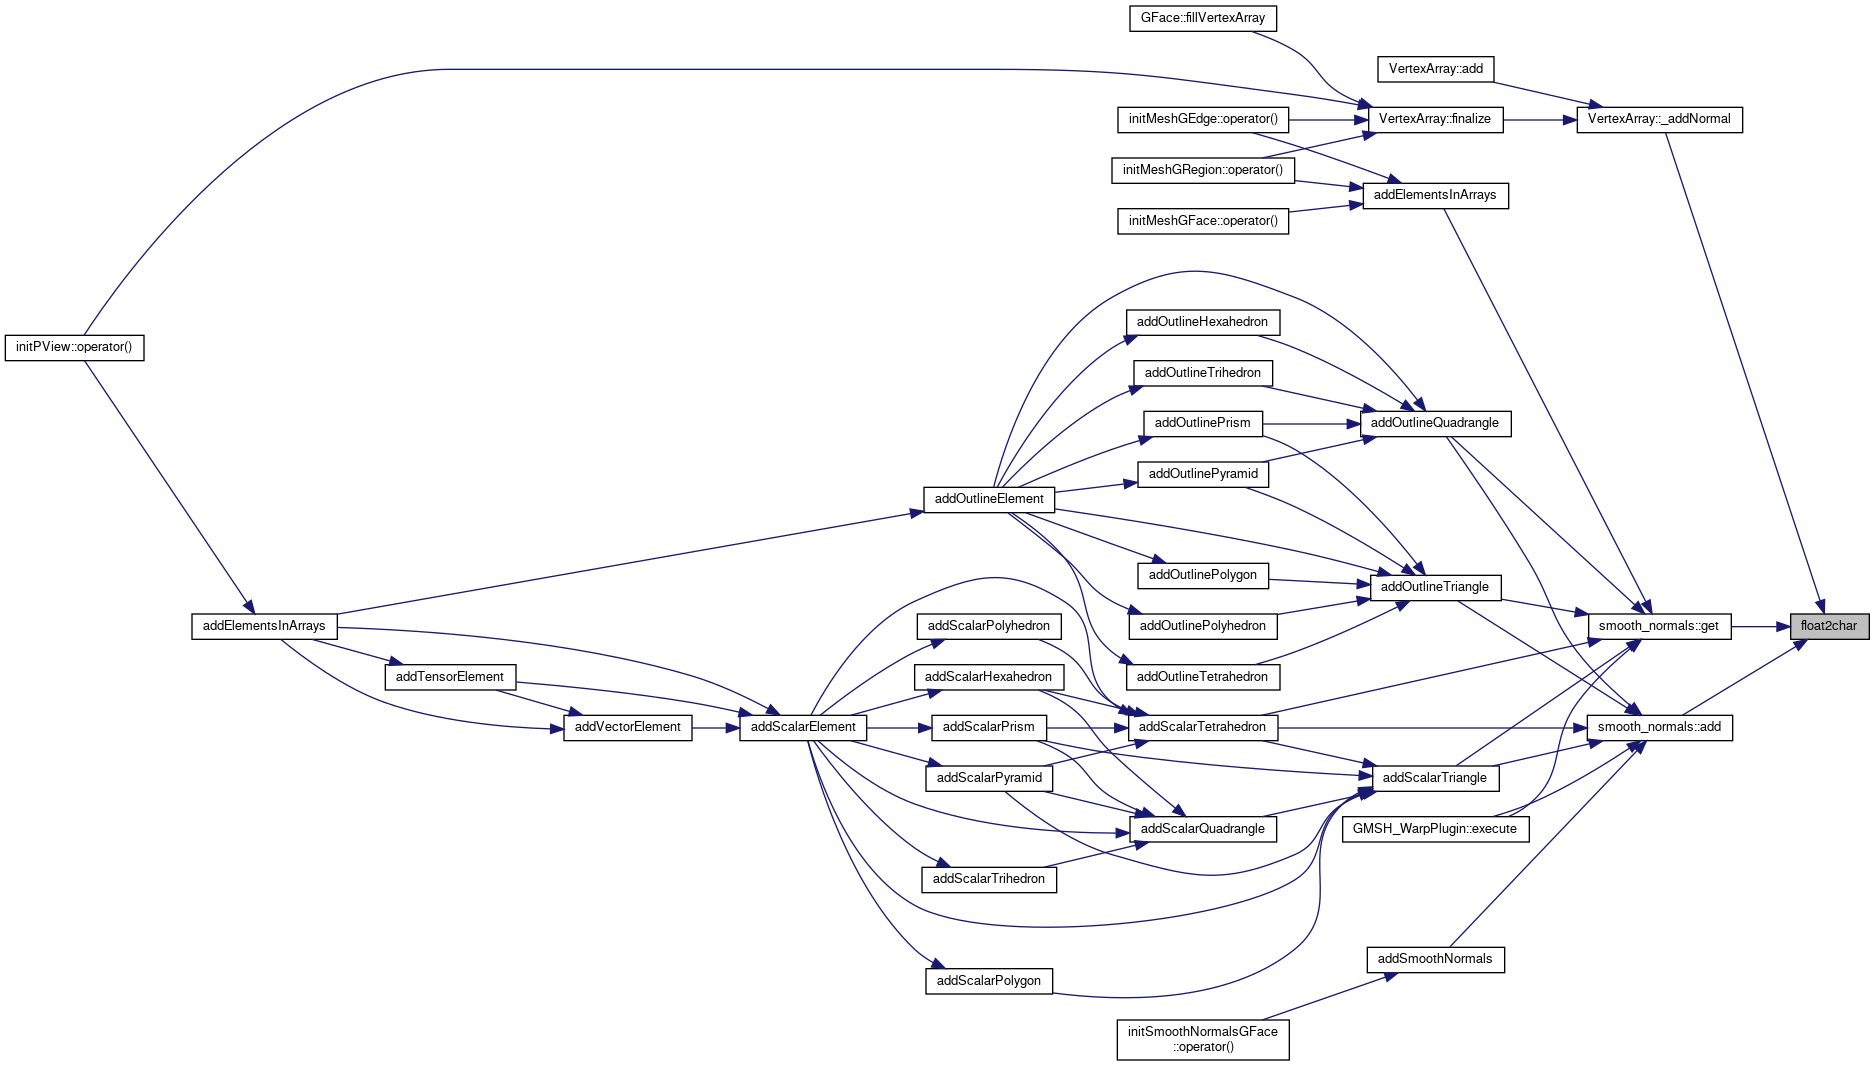 GFace::fillVertexArray
VertexArray::add
initMeshGEdge::operator()
VertexArray::finalize
VertexArray::_addNormal
initMeshGRegion::operator()
addElementsInArrays
initMeshGFace::operator()
addOutlineHexahedron
initPView::operator()
addOutlineTrihedron
addOutlinePrism
addOutlineQuadrangle
addOutlinePyramid
addOutlineElement
addOutlinePolygon
addOutlineTriangle
addElementsInArrays
addScalarPolyhedron
addOutlinePolyhedron
smooth_normals::get
float2char
addTensorElement
addScalarHexahedron
addOutlineTetrahedron
addVectorElement
addScalarElement
addScalarPrism
addScalarTetrahedron
smooth_normals::add
addScalarPyramid
addScalarTriangle
addScalarQuadrangle
GMSH_WarpPlugin::execute
addScalarTrihedron
addSmoothNormals
addScalarPolygon
initSmoothNormalsGFace
::operator()